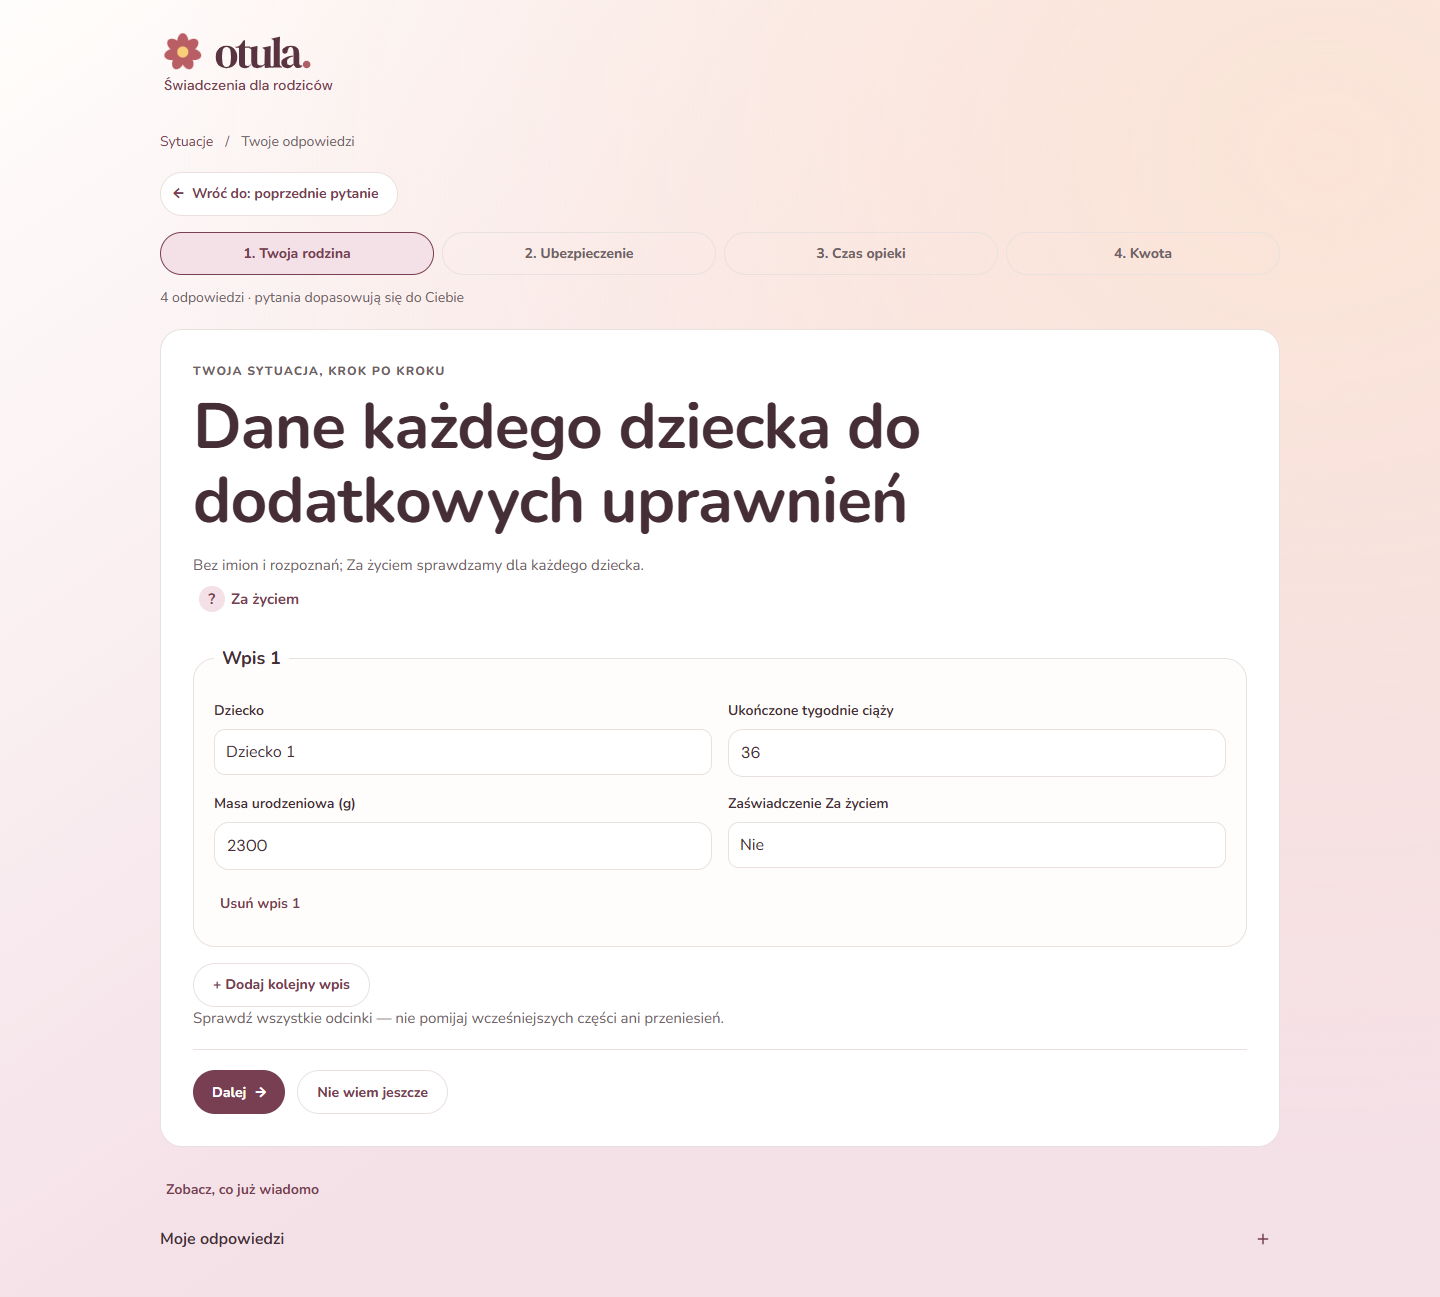 otula.
Świadczenia dla rodziców
Sytuacje / Twoje odpowiedzi
← Wróć do: poprzednie pytanie
1. Twoja rodzina
2. Ubezpieczenie
3. Czas opieki
4. Kwota
4 odpowiedzi · pytania dopasowują się do Ciebie
TWOJA SYTUACJA, KROK PO KROKU
Dane każdego dziecka do
dodatkowych uprawnień
Bez imion i rozpoznań; Za życiem sprawdzamy dla każdego dziecka.
? Za życiem
Wpis 1
Dziecko
Dziecko 1
Ukończone tygodnie ciąży
36
Masa urodzeniowa (g)
2300
Zaświadczenie Za życiem
Nie
Usuń wpis 1
+ Dodaj kolejny wpis
Sprawdź wszystkie odcinki — nie pomijaj wcześniejszych części ani przeniesień.
Dalej →
Nie wiem jeszcze
Zobacz, co już wiadomo
Moje odpowiedzi +